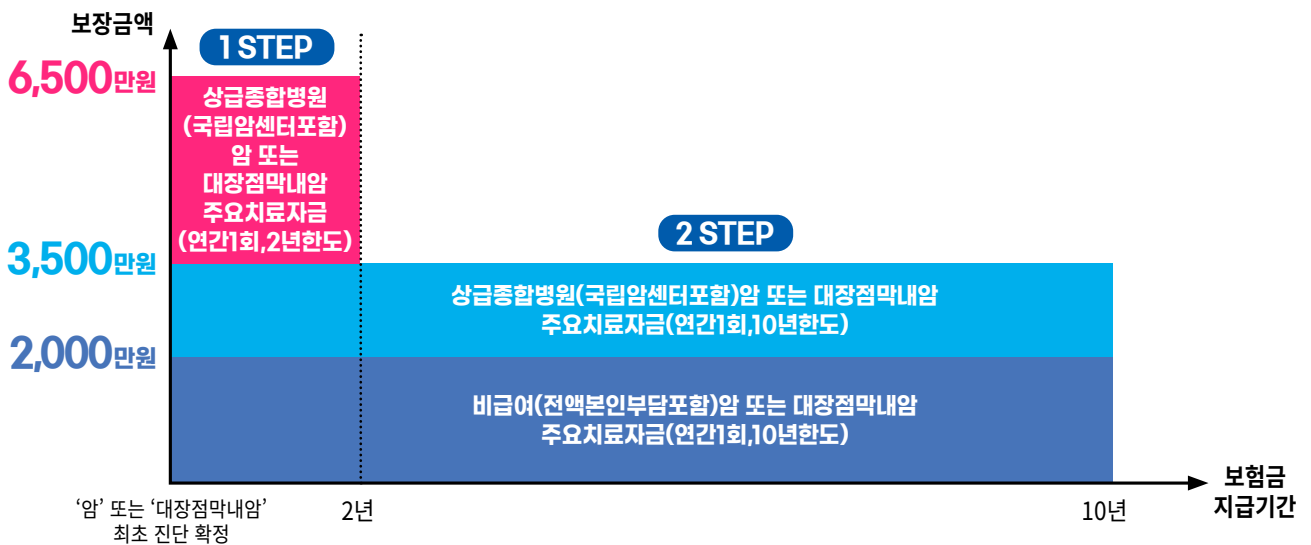 보장금액
1 STEP
6,500만원
상급종합병원
(국립암센터포함)
암 또는
대장점막내암
주요치료자금
(연간1회,2년한도)
2 STEP
3,500만원
상급종합병원(국립암센터포함)암 또는 대장점막내암
주요치료자금(연간1회,10년한도)
2,000만원
비급여(전액본인부담포함)암 또는 대장점막내암
주요치료자금(연간1회,10년한도)
‘암’ 또는 ‘대장점막내암’
최초 진단 확정
2년
10년
보험금
지급기간